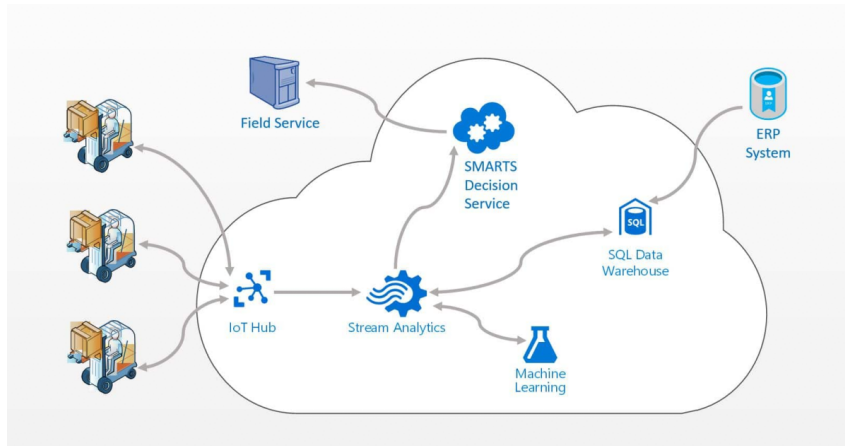 Field Service
SMARTS
Decision
Service
ERP
System
SQL
SQL Data
Warehouse
IoT Hub
Stream Analytics
Machine
Learning